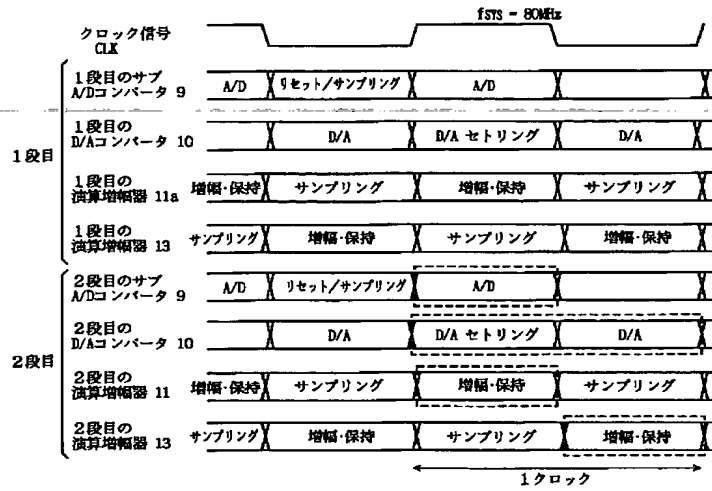 fSYS = 80MHz
クロック信号
CLK
1段目
1段目のサブ
A/Dコンバータ 9
A/D リセット/サンプリング A/D
1段目の
D/Aコンバータ 10
D/A D/A セトリング D/A
1段目の
演算増幅器 11a
増幅・保持 サンプリング 増幅・保持 サンプリング
1段目の
演算増幅器 13
サンプリング 増幅・保持 サンプリング 増幅・保持
2段目
2段目のサブ
A/Dコンバータ 9
A/D リセット/サンプリング A/D
2段目の
D/Aコンバータ 10
D/A D/A セトリング D/A
2段目の
演算増幅器 11
増幅・保持 サンプリング 増幅・保持 サンプリング
2段目の
演算増幅器 13
サンプリング 増幅・保持 サンプリング 増幅・保持
1クロック